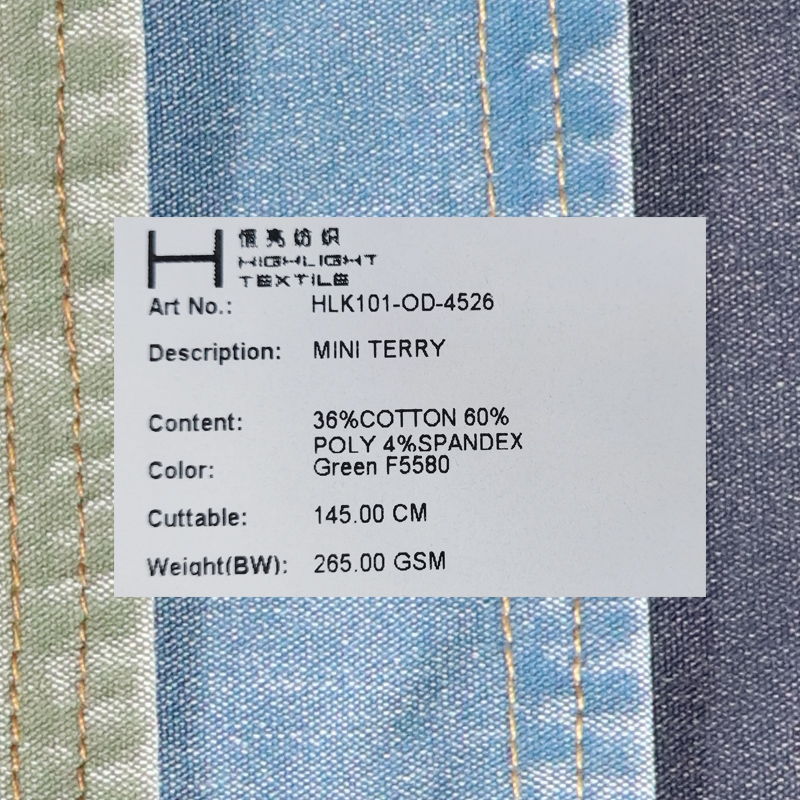 恒亮纺织
HIGHLIGHT
TEXTILE
Art No.: HLK101-OD-4526
Description: MINI TERRY
Content: 36%COTTON 60%
POLY 4%SPANDEX
Color: Green F5580
Cuttable: 145.00 CM
Weight(BW): 265.00 GSM